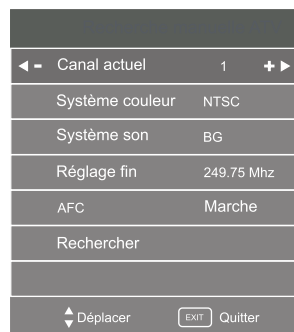 Canal actuel 1
Système couleur NTSC
Système son BG
Réglage fin 249.75 Mhz
AFC Marche
Rechercher
Déplacer EXIT Quitter